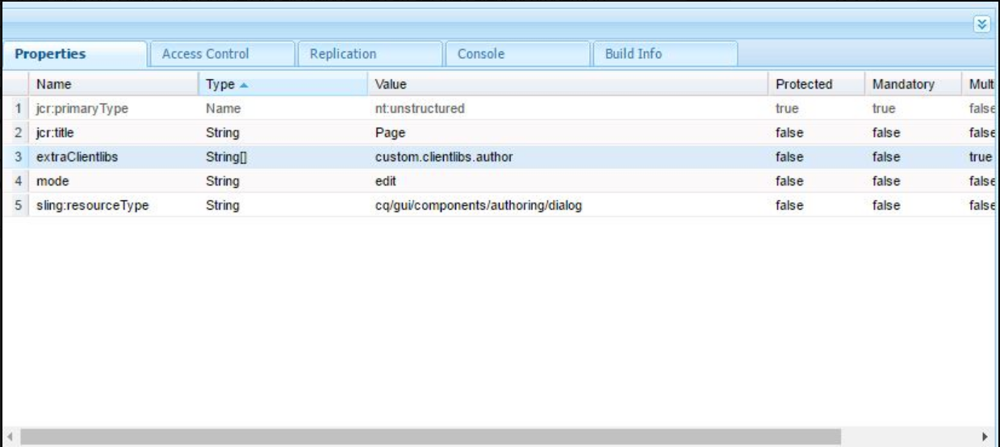 Properties Access Control Replication Console Build Info
Name Type Value Protected Mandatory Mult
1 jcr:primaryType Name nt:unstructured true true false
2 jcr:title String Page false false false
3 extraClientlibs String[] custom.clientlibs.author false false true
4 mode String edit false false false
5 sling:resourceType String cq/gui/components/authoring/dialog false false false